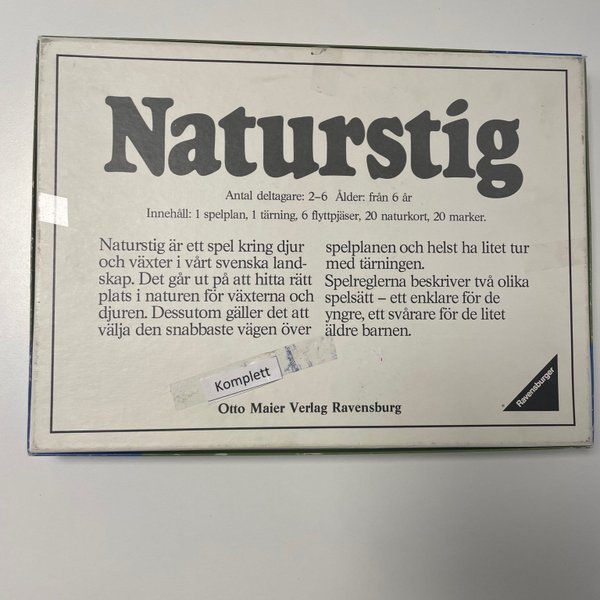 Naturstig
Antal deltagare: 2–6 Ålder: från 6 år
Innehåll: 1 spelplan, 1 tärning, 6 flyttpjäser, 20 naturkort, 20 marker.
Naturstig är ett spel kring djur
och växter i vårt svenska land-
skap. Det går ut på att hitta rätt
plats i naturen för växterna och
djuren. Dessutom gäller det att
välja den snabbaste vägen över
spelplanen och helst ha litet tur
med tärningen.
Spelreglerna beskriver två olika
spelsätt – ett enklare för de
yngre, ett svårare för de litet
äldre barnen.
Komplett
Otto Maier Verlag Ravensburg
Ravensburger